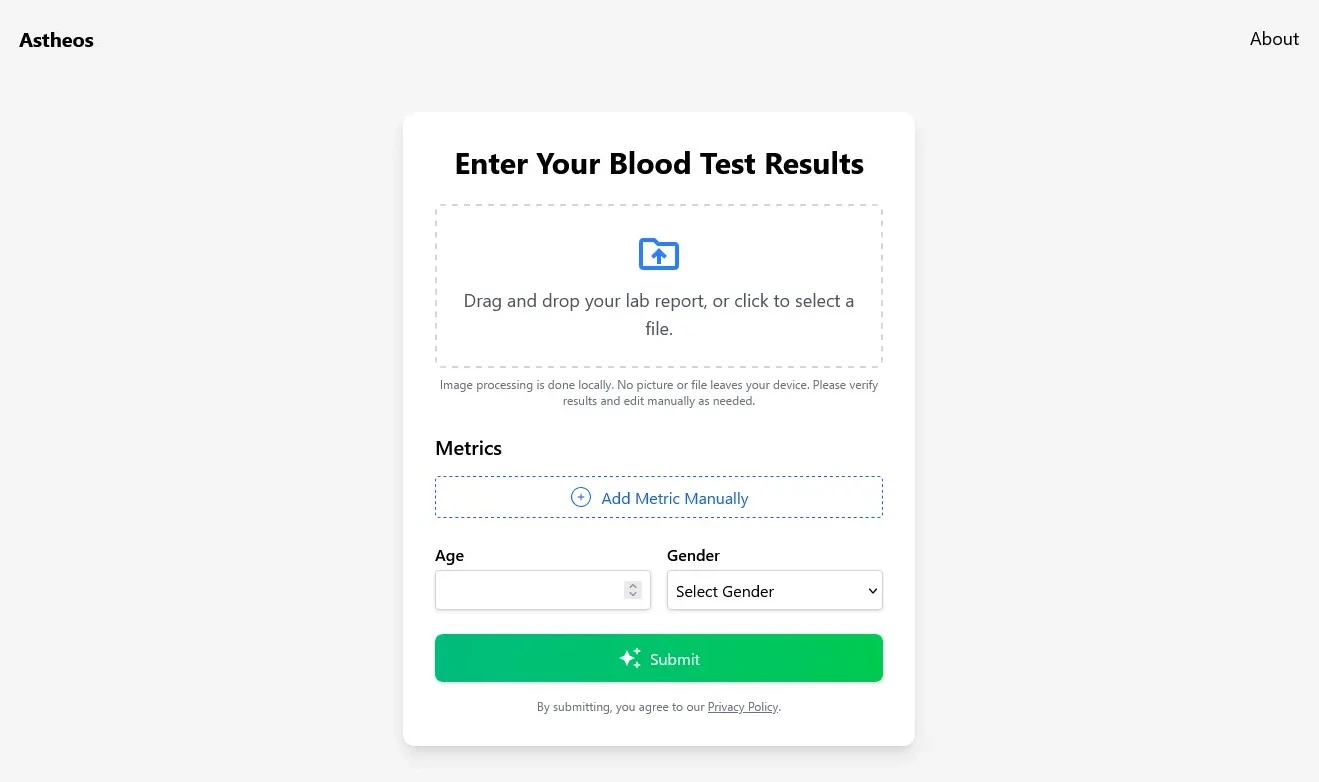 Astheos
About
Enter Your Blood Test Results
Drag and drop your lab report, or click to select a
file.
Image processing is done locally. No picture or file leaves your device. Please verify
results and edit manually as needed.
Metrics
Add Metric Manually
Age
Gender
Select Gender
Submit
By submitting, you agree to our Privacy Policy.